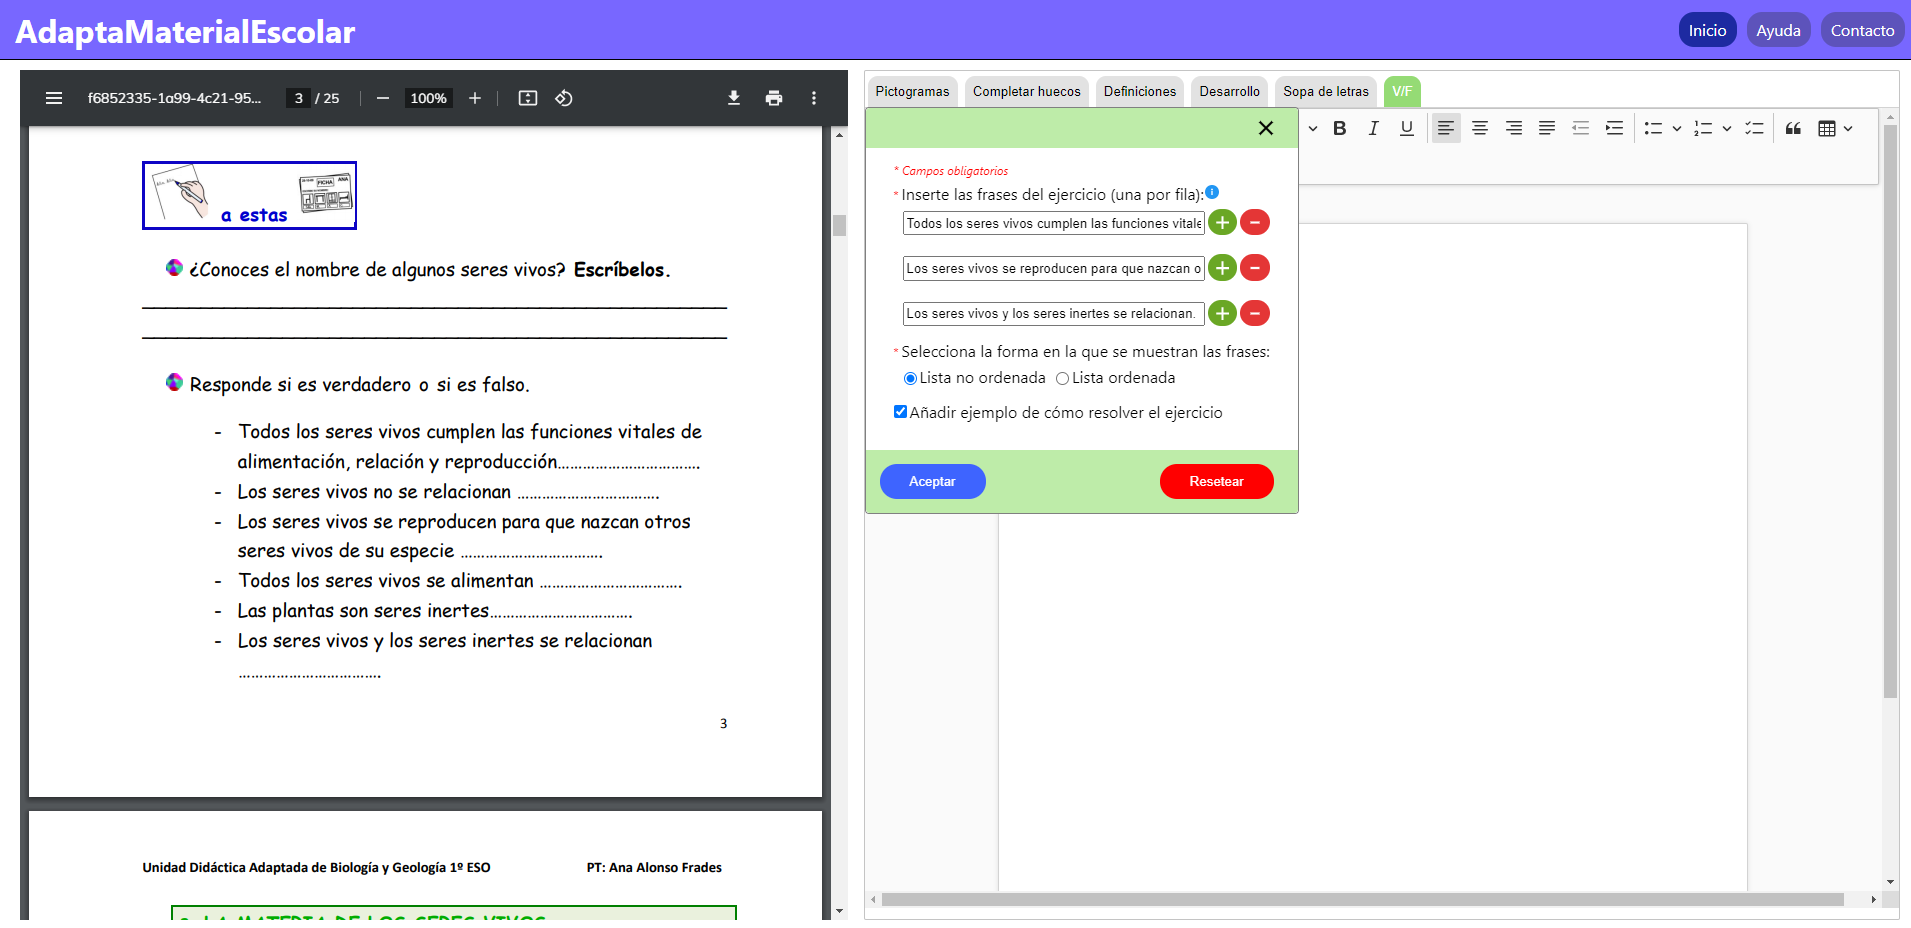 AdaptaMaterialEscolar
Inicio
Ayuda
Contacto
f6852335-1a99-4c21-95...
3 / 25
100%
a estas
FICHA
ANA
¿Conoces el nombre de algunos seres vivos? Escríbelos.
Responde si es verdadero o si es falso.
- Todos los seres vivos cumplen las funciones vitales de
alimentación, relación y reproducción…………………………….
- Los seres vivos no se relacionan …………………………….
- Los seres vivos se reproducen para que nazcan otros
seres vivos de su especie …………………………….
- Todos los seres vivos se alimentan …………………………….
- Las plantas son seres inertes…………………………….
- Los seres vivos y los seres inertes se relacionan
…………………………….
3
Unidad Didáctica Adaptada de Biología y Geología 1º ESO
PT: Ana Alonso Frades
Pictogramas
Completar huecos
Definiciones
Desarrollo
Sopa de letras
V/F
* Campos obligatorios
* Inserte las frases del ejercicio (una por fila):
Todos los seres vivos cumplen las funciones vitale
Los seres vivos se reproducen para que nazcan o
Los seres vivos y los seres inertes se relacionan.
* Selecciona la forma en la que se muestran las frases:
Lista no ordenada
Lista ordenada
Añadir ejemplo de cómo resolver el ejercicio
Aceptar
Resetear